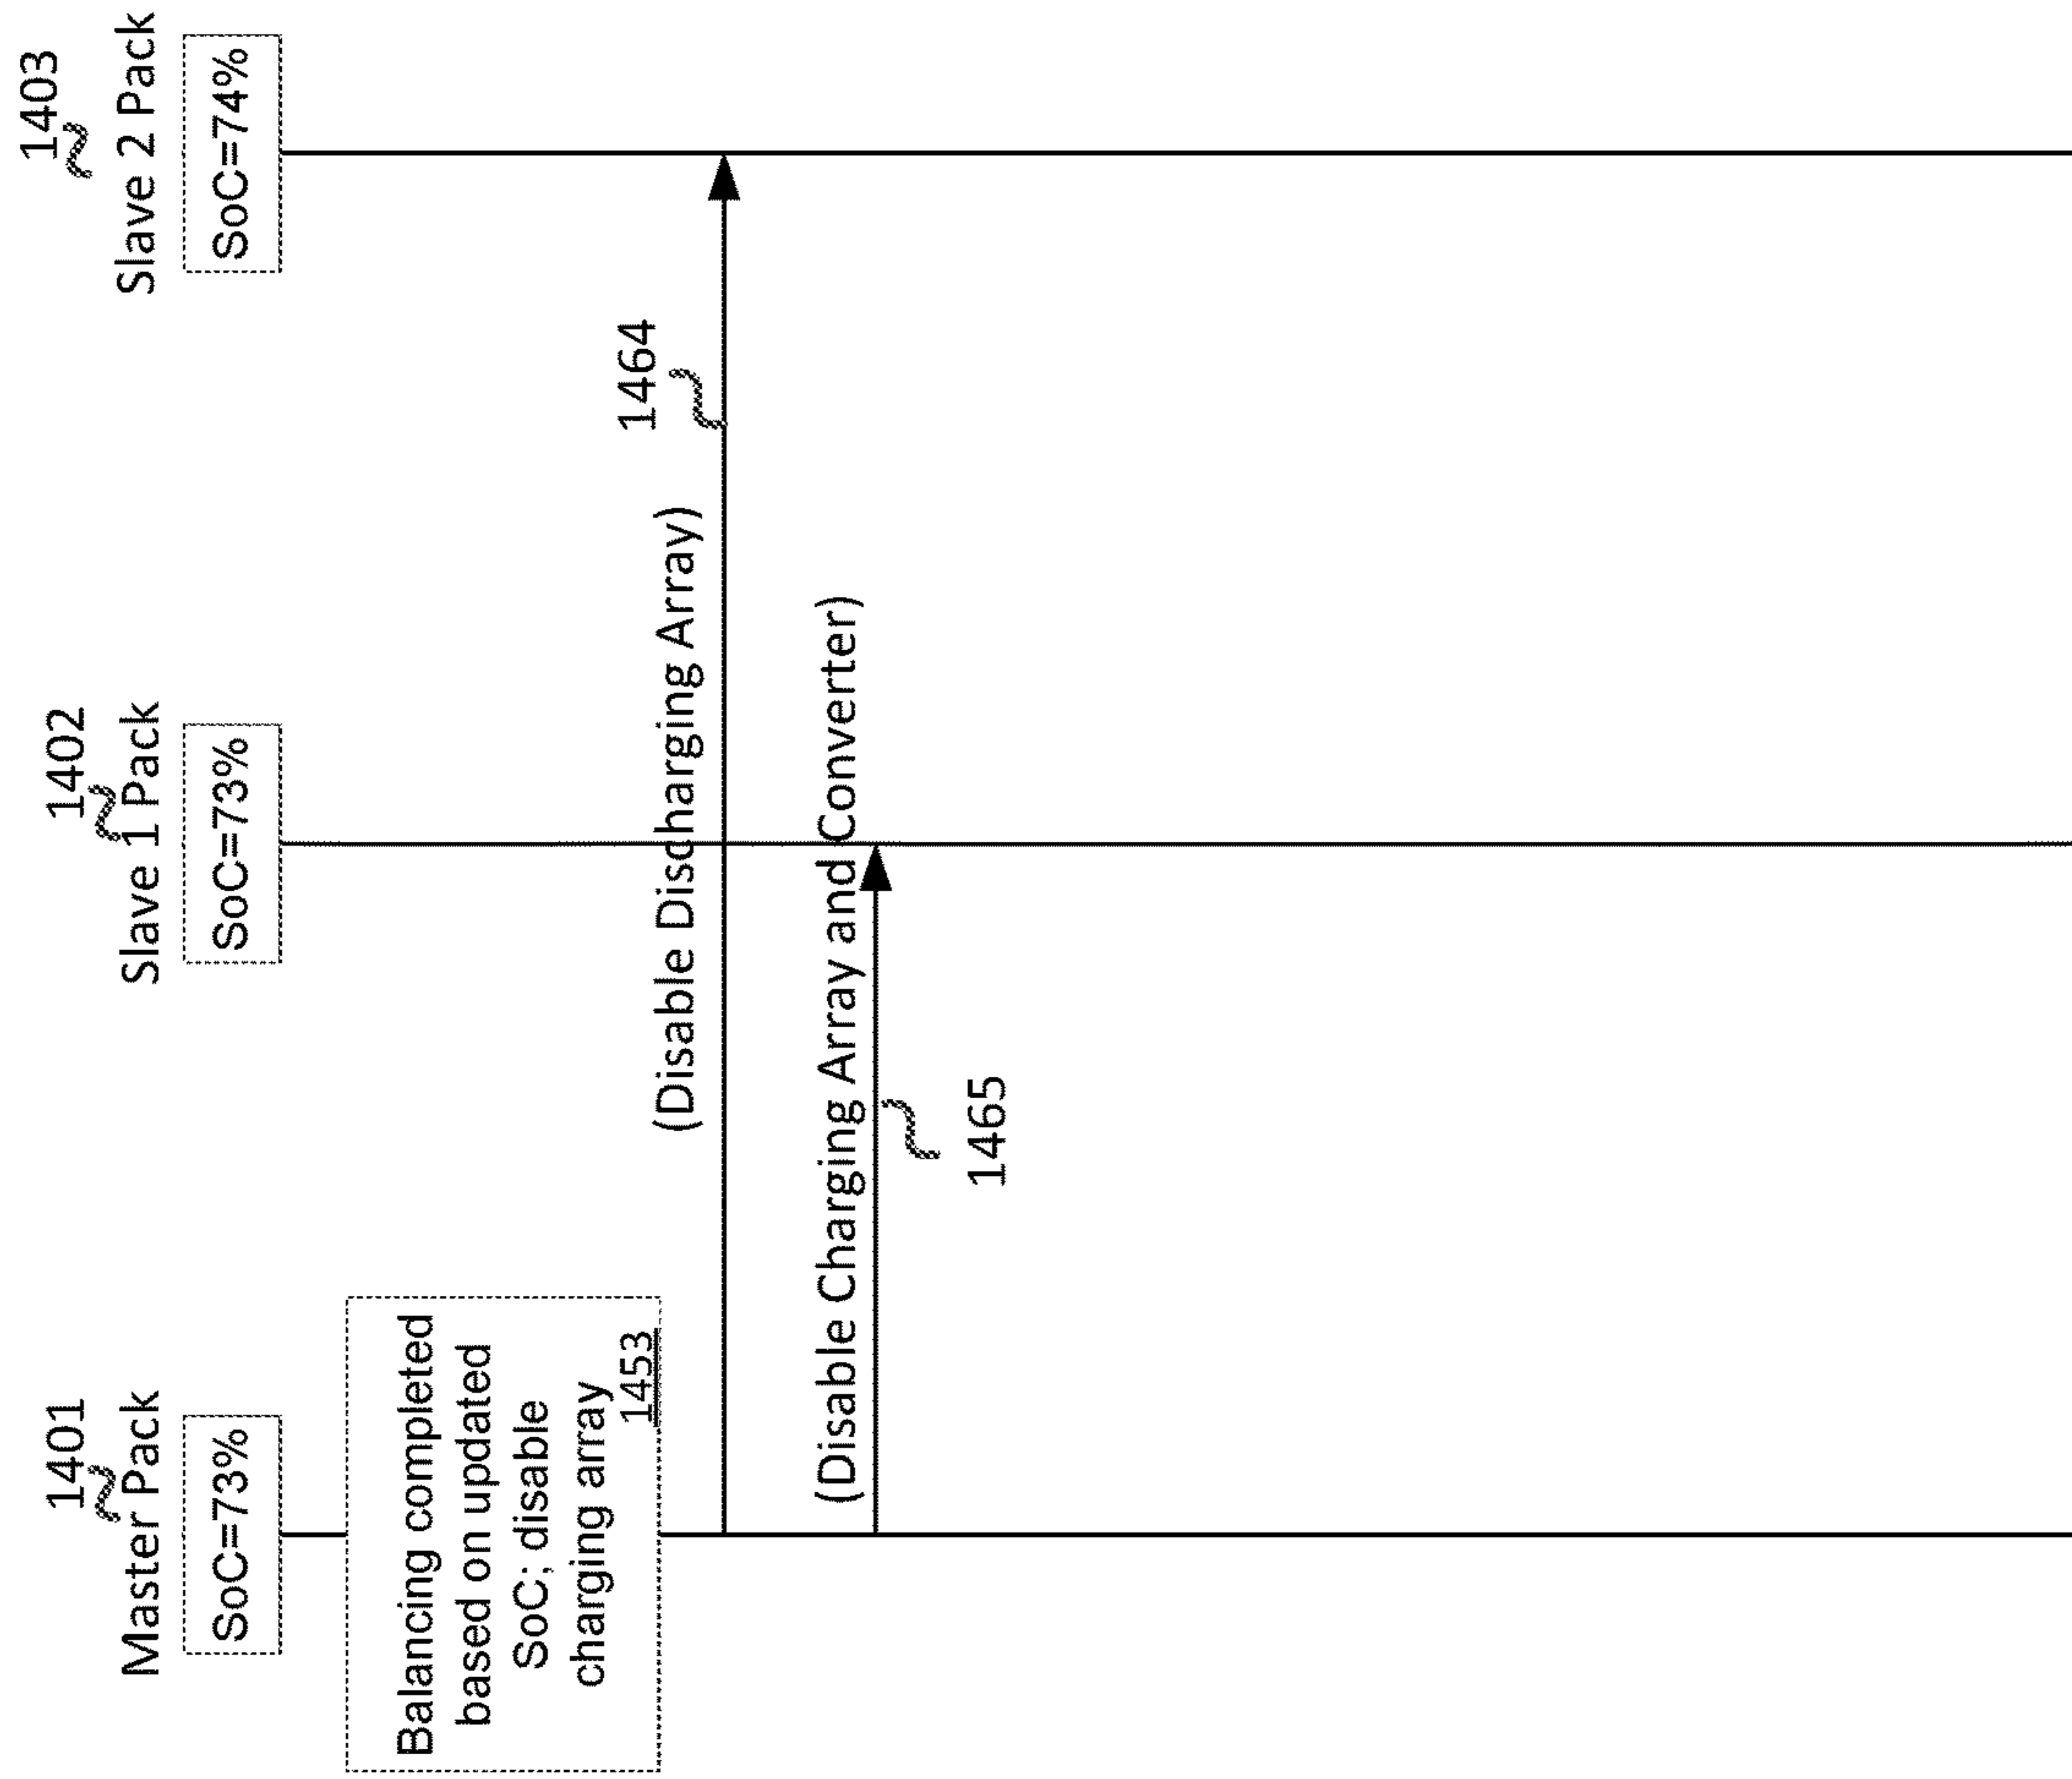 1401
Master Pack
SoC=73%
1402
Slave 1 Pack
SoC=73%
1403
Slave 2 Pack
SoC=74%
Balancing completed
based on updated
SoC; disable
charging array
1453
(Disable Discharging Array)
1464
(Disable Charging Array and Converter)
1465